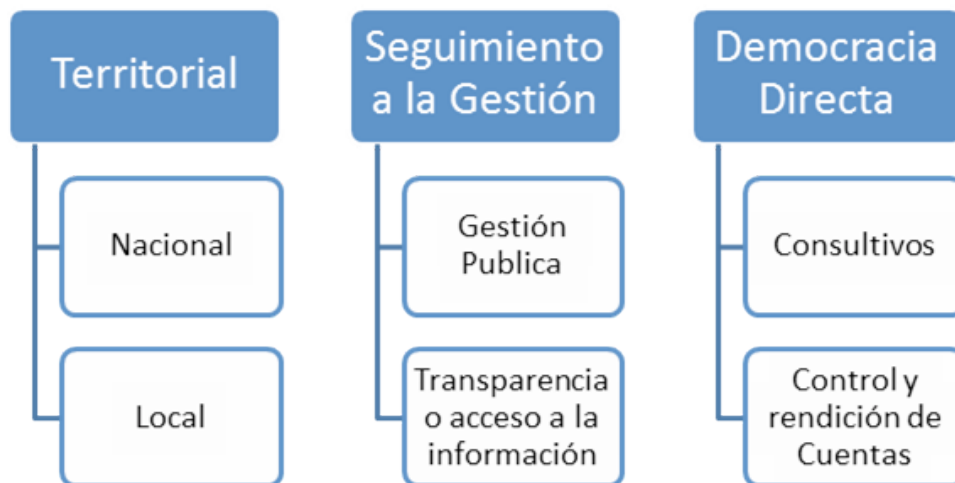 Territorial
Nacional
Local
Seguimiento
a la Gestión
Gestión
Publica
Transparencia
o acceso a la
información
Democracia
Directa
Consultivos
Control y
rendición de
Cuentas